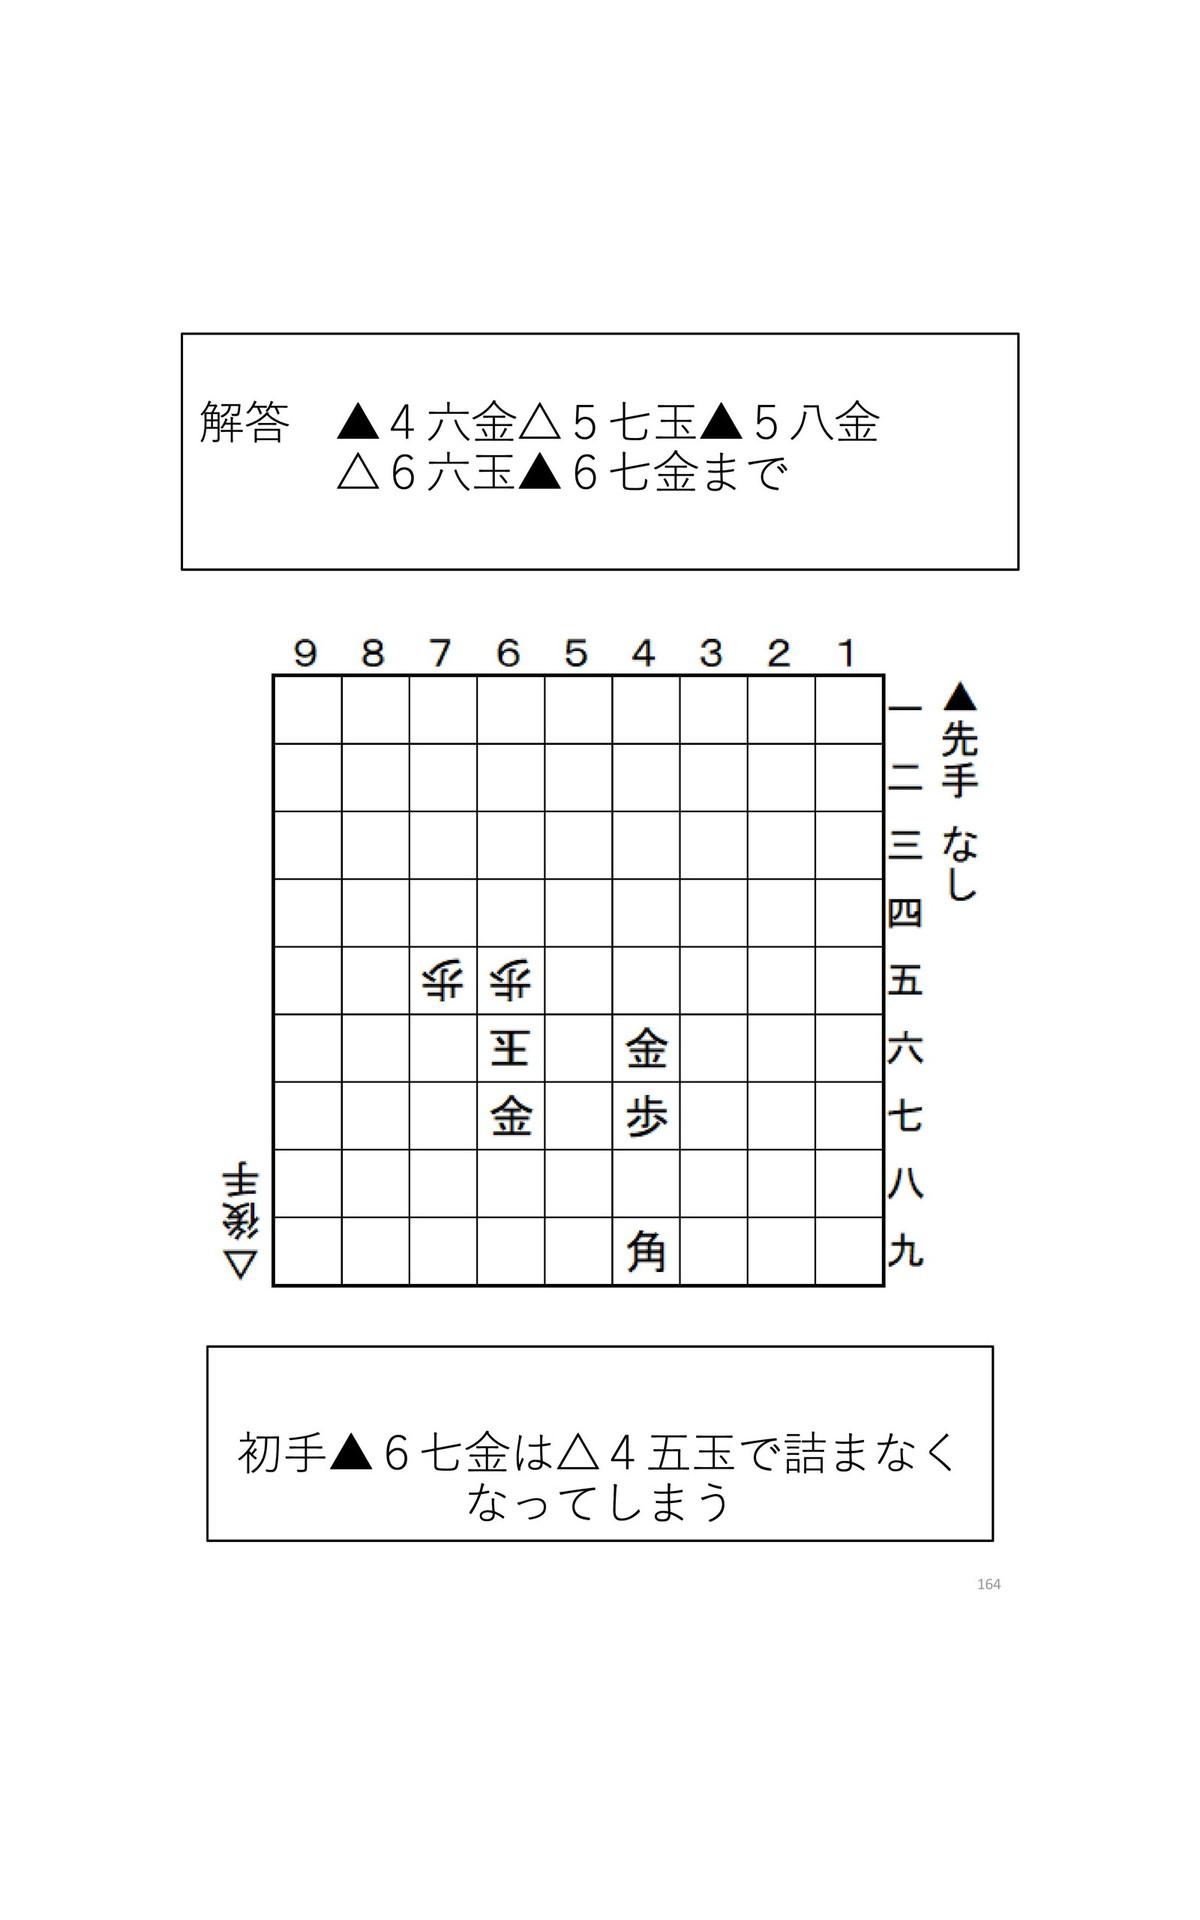 解答　▲４六金△５七玉▲５八金
△６六玉▲６七金まで
９ ８ ７ ６ ５ ４ ３ ２ １
一
二
三
四
歩 歩 五
王 金 六
金 歩 七
八
角 九
▲先手 なし
△後手
初手▲６七金は△４五玉で詰まなく
なってしまう
164